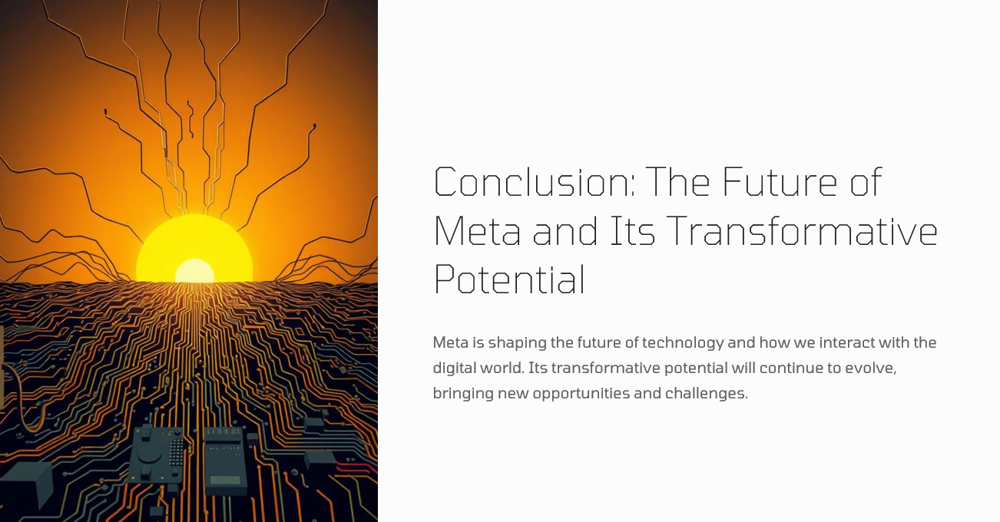 Conclusion: The Future of
Meta and Its Transformative
Potential
Meta is shaping the future of technology and how we interact with the
digital world. Its transformative potential will continue to evolve,
bringing new opportunities and challenges.